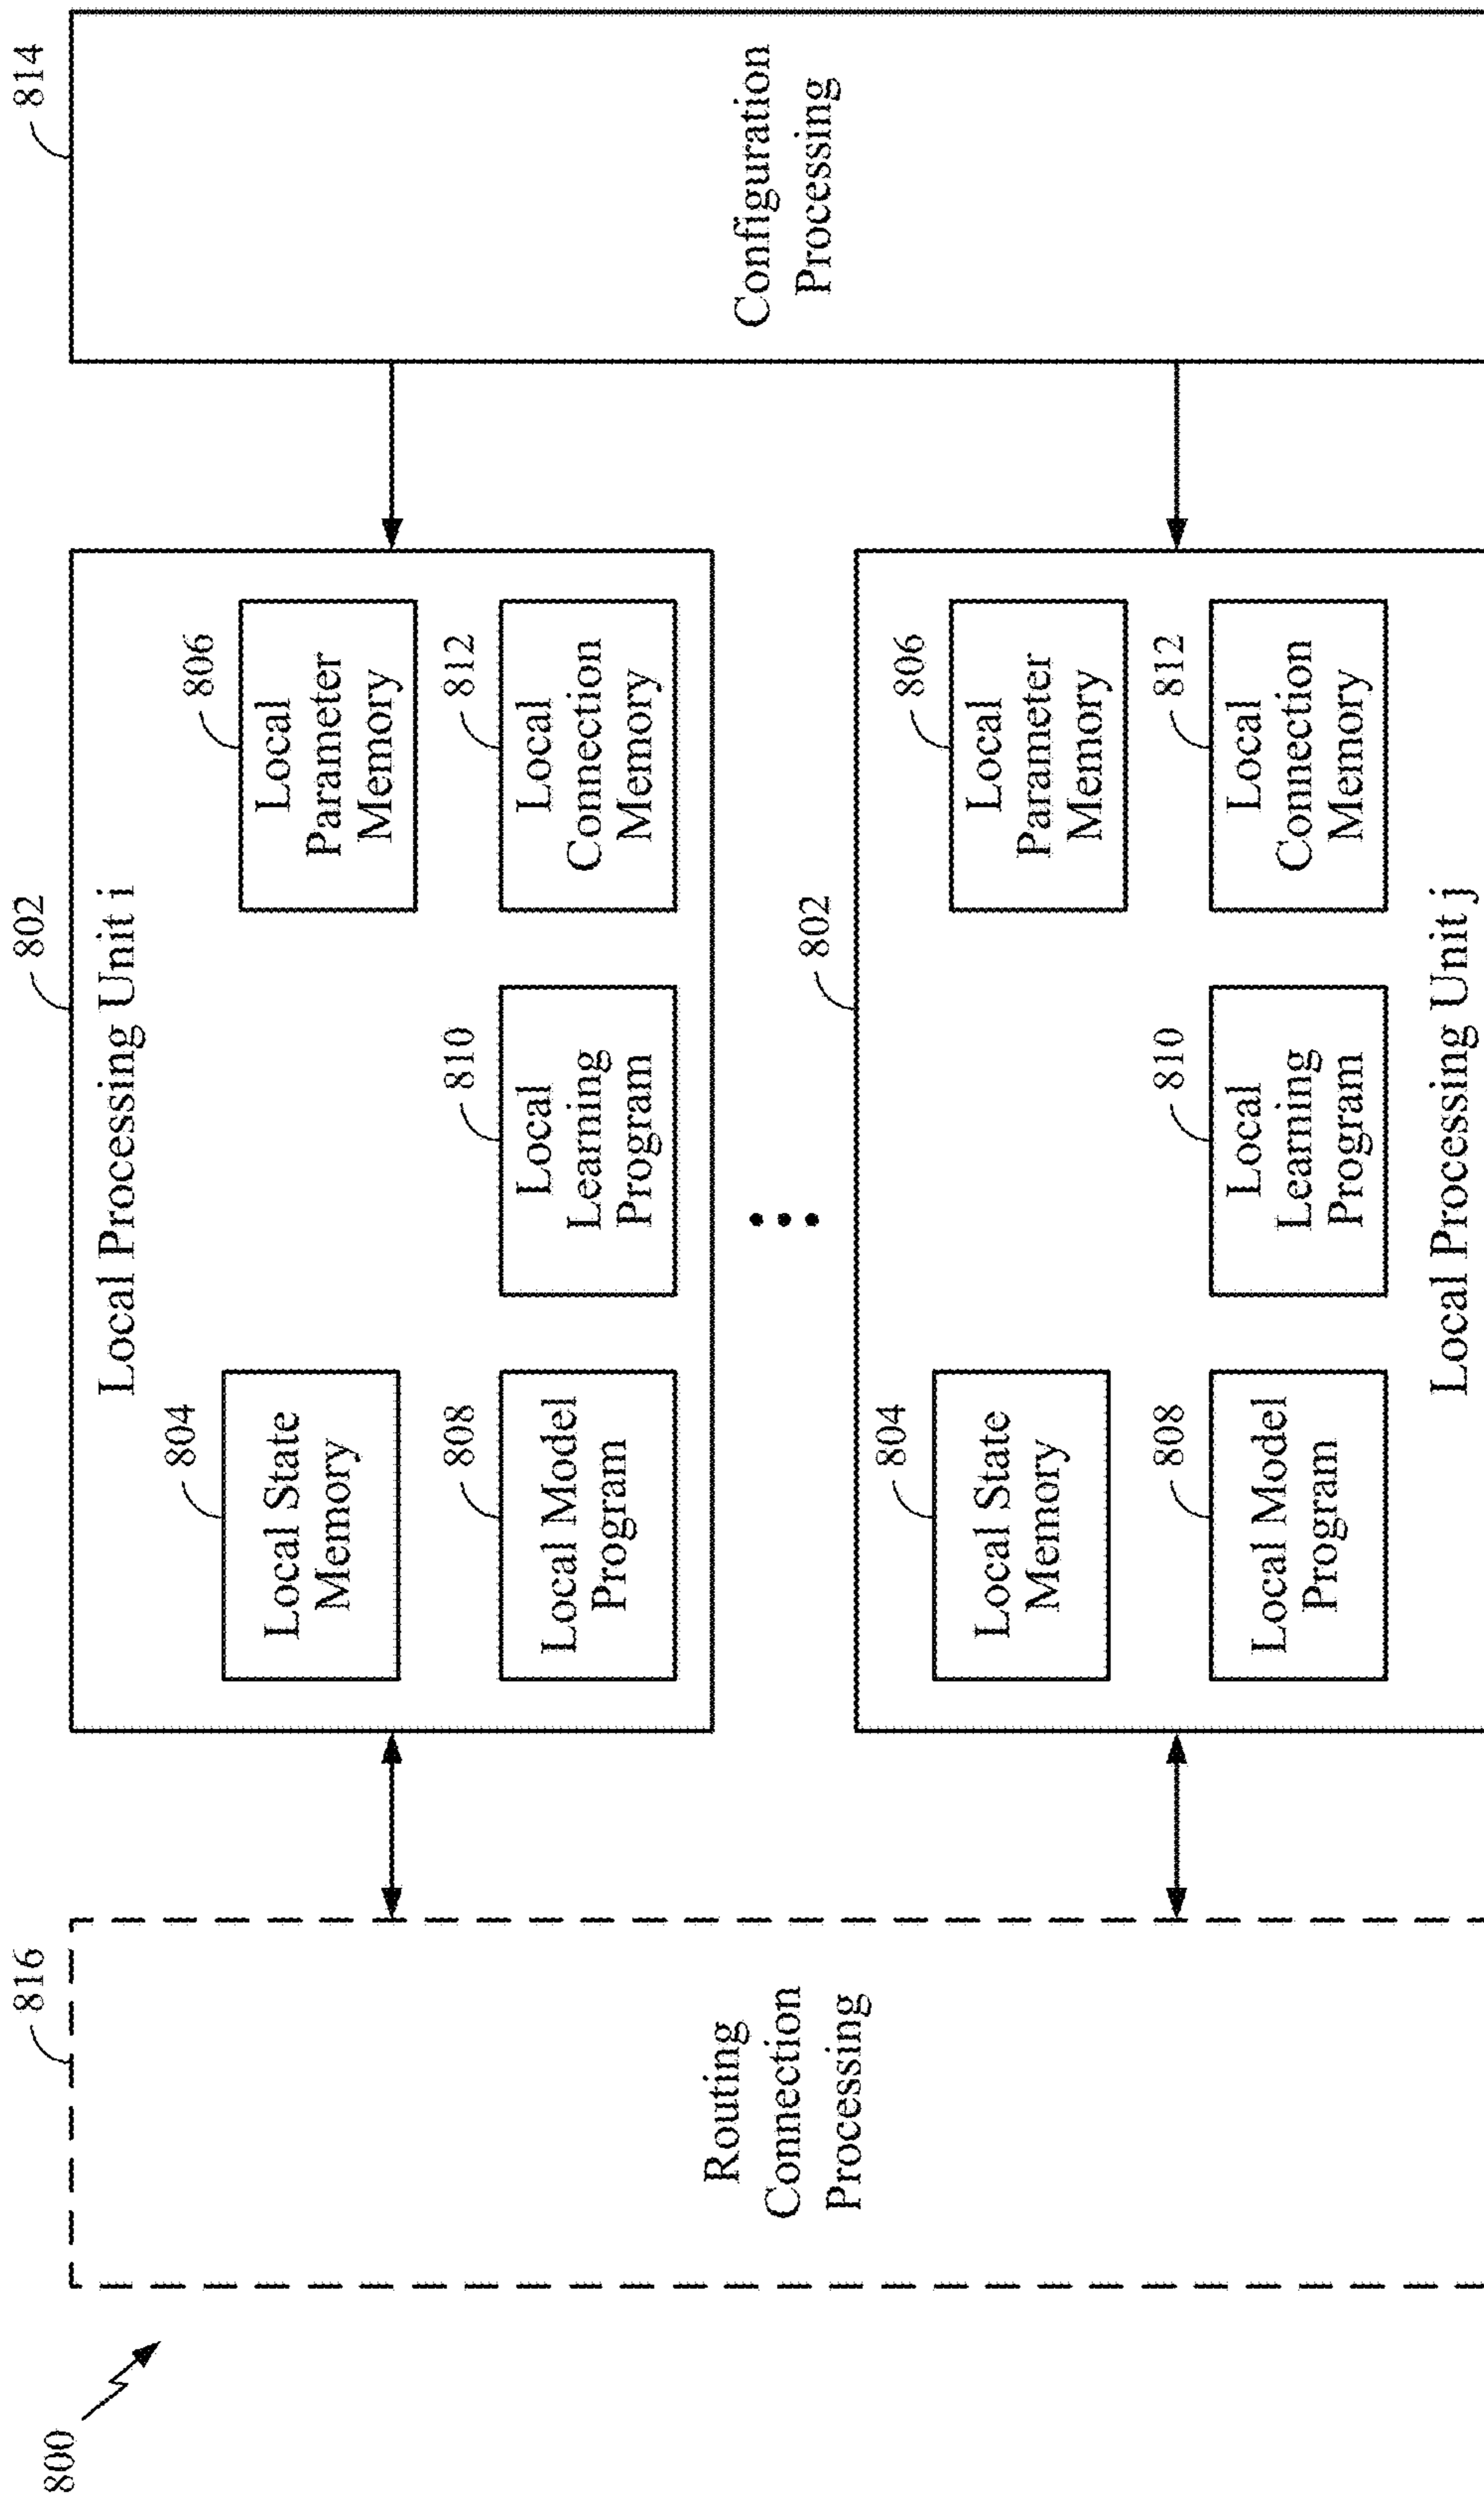 800
816
Routing
Connection
Processing
802
Local Processing Unit i
804
Local State
Memory
806
Local
Parameter
Memory
808
Local Model
Program
810
Local
Learning
Program
812
Local
Connection
Memory
802
804
Local State
Memory
806
Local
Parameter
Memory
808
Local Model
Program
810
Local
Learning
Program
812
Local
Connection
Memory
Local Processing Unit j
814
Configuration
Processing